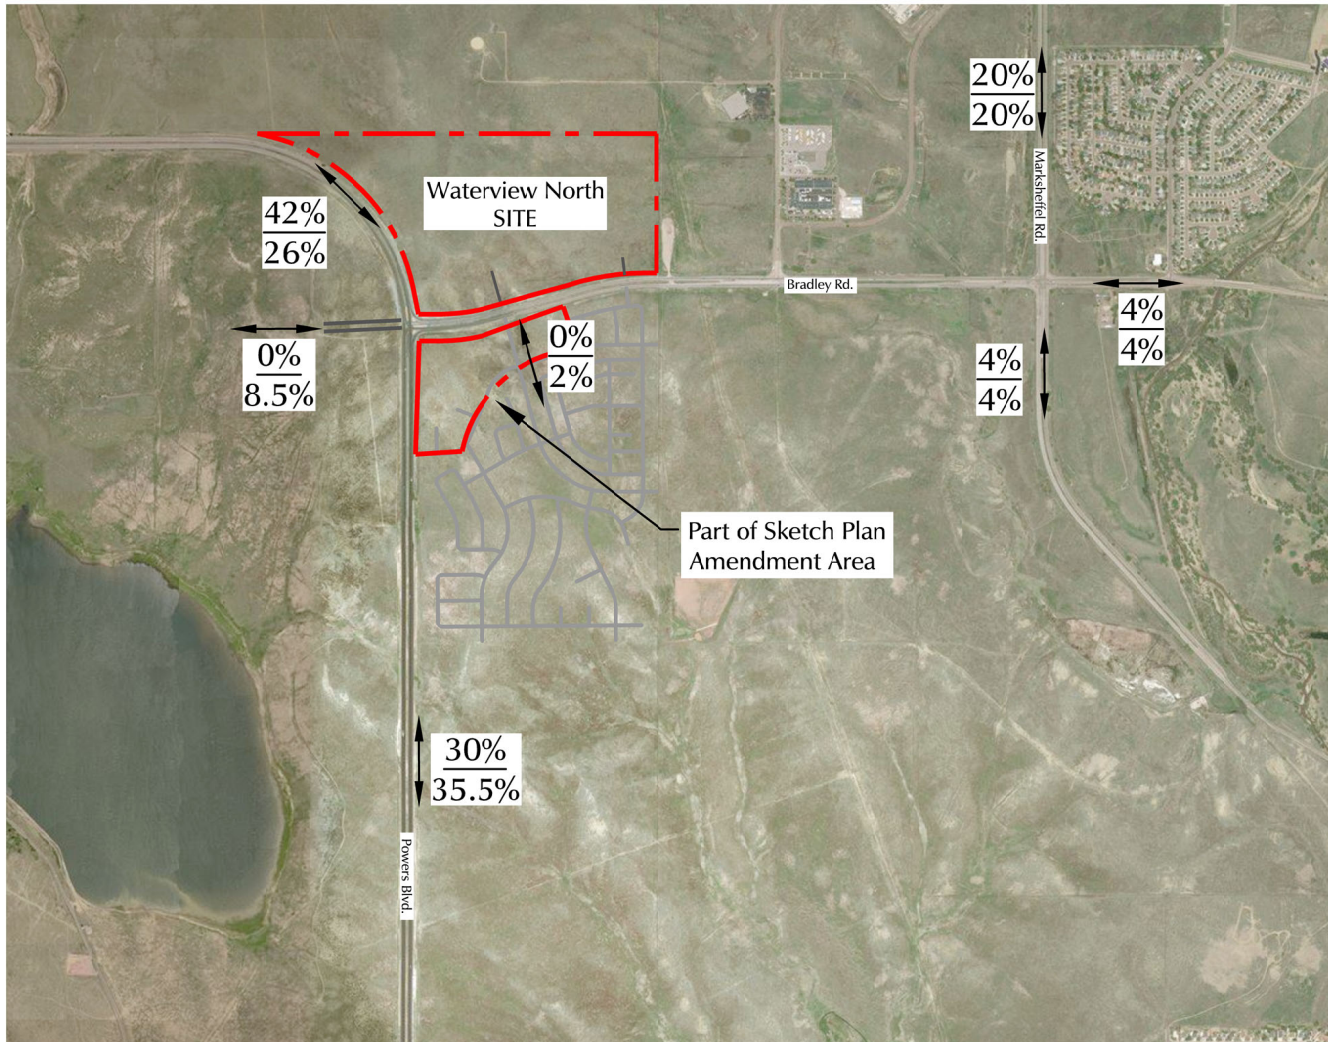 20%
20%
Marksheffel Rd.
Waterview North
SITE
42%
26%
Bradley Rd.
4%
4%
0%
8.5%
0%
2%
4%
4%
Part of Sketch Plan
Amendment Area
30%
35.5%
Powers Blvd.